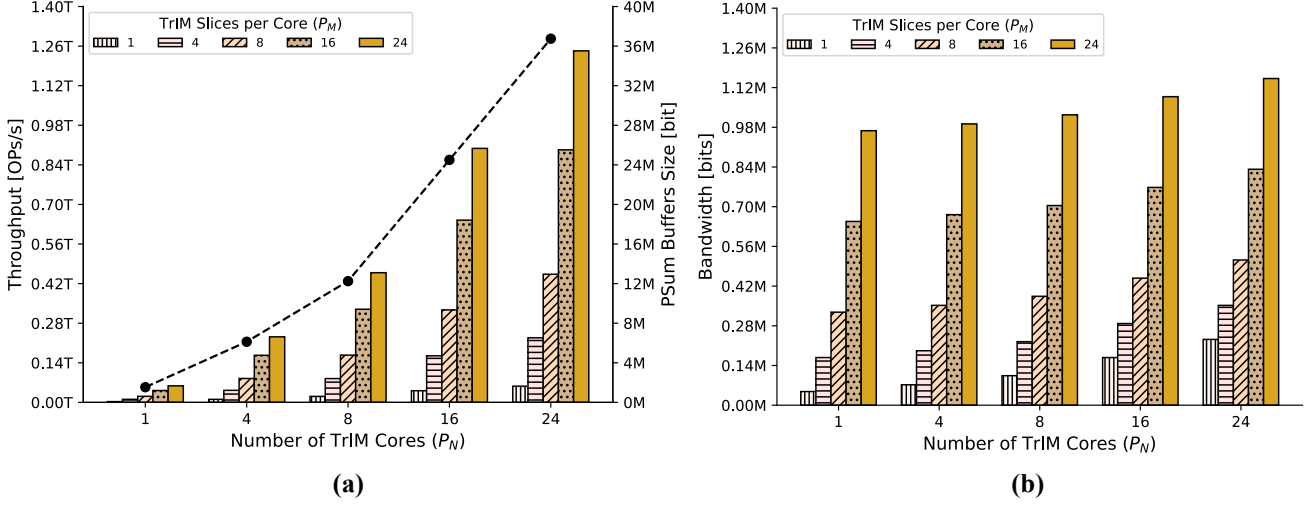 TrIM Slices per Core (P_M)
1 4 8 16 24
Throughput [OPs/s]
1.40T
1.26T
1.12T
0.98T
0.84T
0.70T
0.56T
0.42T
0.28T
0.14T
0.00T
PSum Buffers Size [bit]
40M
36M
32M
28M
24M
20M
16M
12M
8M
4M
0M
1 4 8 16 24
Number of TrIM Cores (P_N)
(a)
TrIM Slices per Core (P_M)
1 4 8 16 24
Bandwidth [bits]
1.40M
1.26M
1.12M
0.98M
0.84M
0.70M
0.56M
0.42M
0.28M
0.14M
0.00M
1 4 8 16 24
Number of TrIM Cores (P_N)
(b)